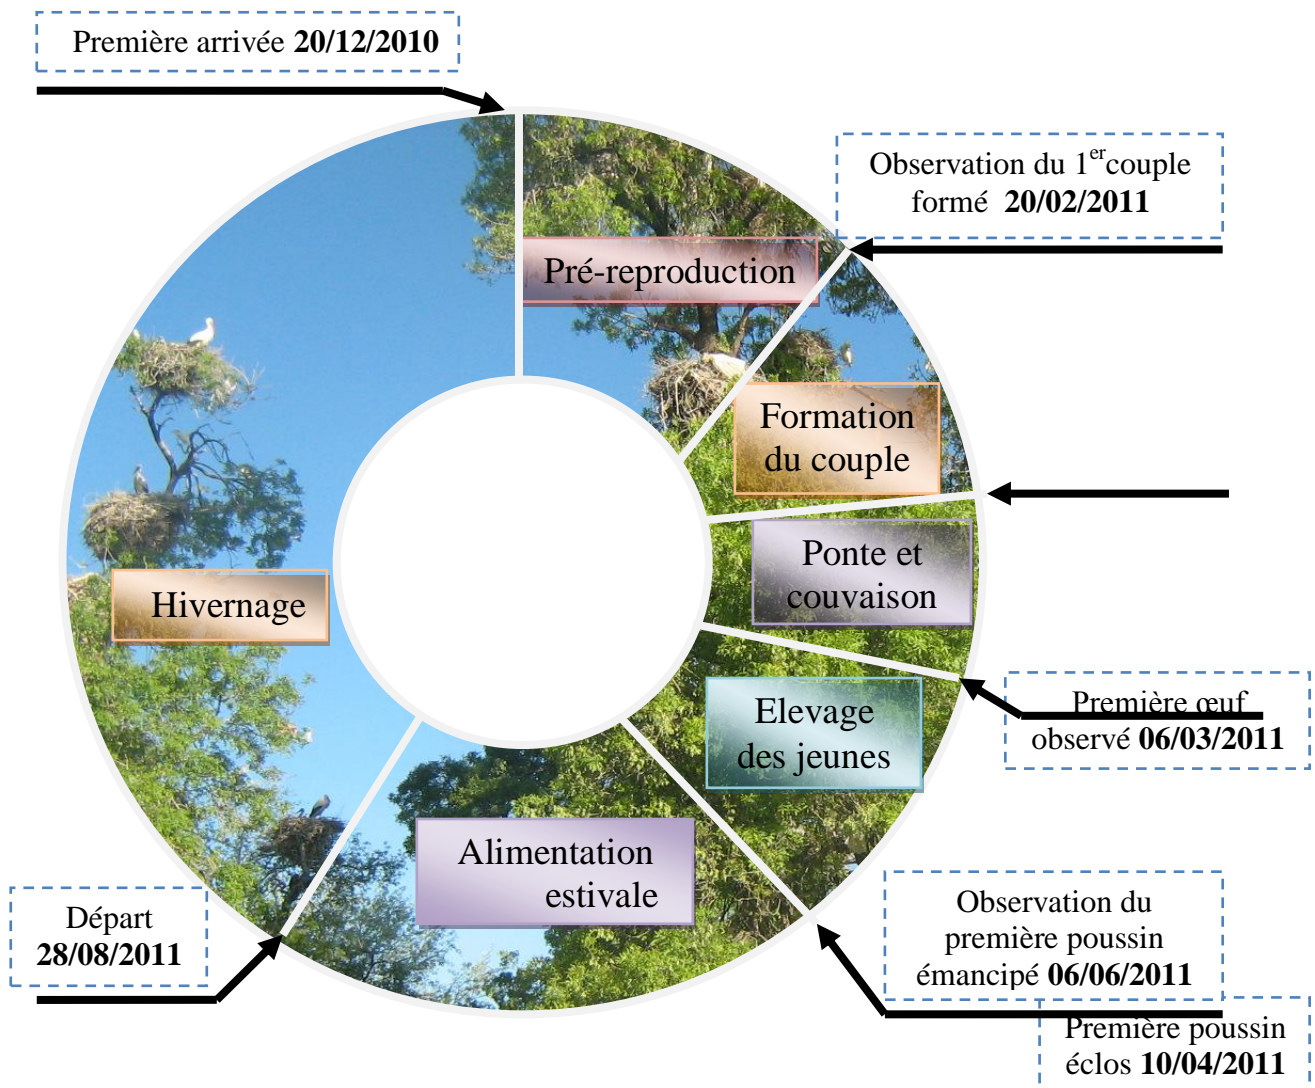 Première arrivée 20/12/2010
Observation du 1er couple
formé 20/02/2011
Pré-reproduction
Formation
du couple
Ponte et
couvaison
Hivernage
Première œuf
observé 06/03/2011
Elevage
des jeunes
Alimentation
estivale
Départ
28/08/2011
Observation du
première poussin
émancipé 06/06/2011
Première poussin
éclos 10/04/2011